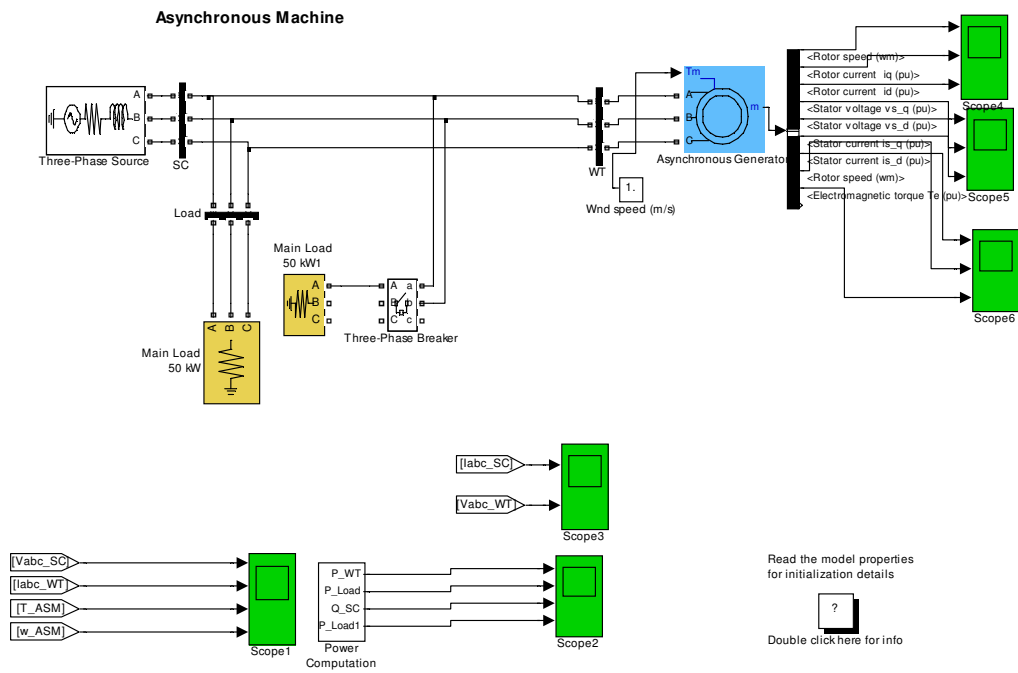 Asynchronous Machine
A
B
C
Three-Phase Source
SC
Load
A
B
C
Main Load
50 kW
Main Load
50 kW1
A
B
C
A
B
C
a
b
c
Three-Phase Breaker
WT
1.
Wnd speed (m/s)
Tm
A
B
C
m
Asynchronous Generator
<Rotor speed (wm)>
<Rotor current iq (pu)>
<Rotor current id (pu)>
<Stator voltage vs_q (pu)>
<Stator voltage vs_d (pu)>
<Stator current is_q (pu)>
<Stator current is_d (pu)>
<Rotor speed (wm)>
<Electromagnetic torque Te (pu)>
Scope4
Scope5
Scope6
[Iabc_SC]
[Vabc_WT]
Scope3
[Vabc_SC]
[Iabc_WT]
[T_ASM]
[w_ASM]
Scope1
P_WT
P_Load
Q_SC
P_Load1
Power
Computation
Scope2
Read the model properties
for initialization details
?
Double click here for info